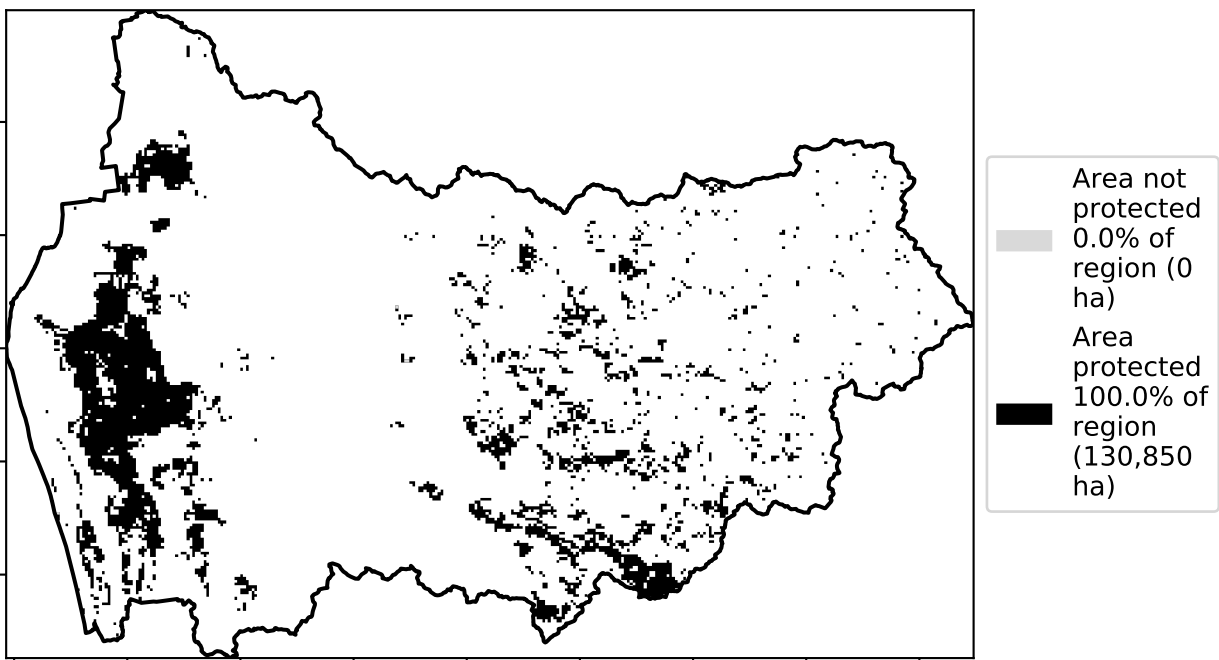 Area not
protected
0.0% of
region (0
ha)
Area
protected
100.0% of
region
(130,850
ha)